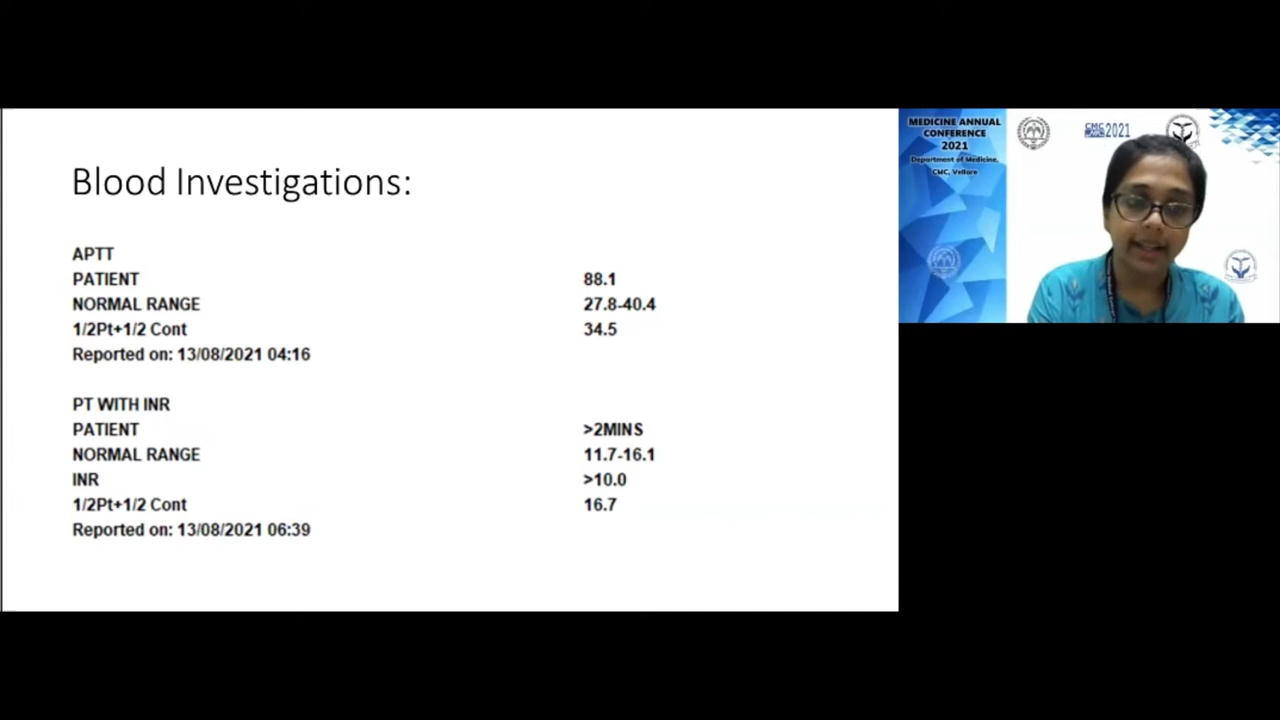 Blood Investigations:
APTT
PATIENT 88.1
NORMAL RANGE 27.8-40.4
1/2Pt+1/2 Cont 34.5
Reported on: 13/08/2021 04:16
PT WITH INR
PATIENT >2MINS
NORMAL RANGE 11.7-16.1
INR >10.0
1/2Pt+1/2 Cont 16.7
Reported on: 13/08/2021 06:39
MEDICINE ANNUAL
CONFERENCE
2021
Department of Medicine,
CMC, Vellore
CMC 2021